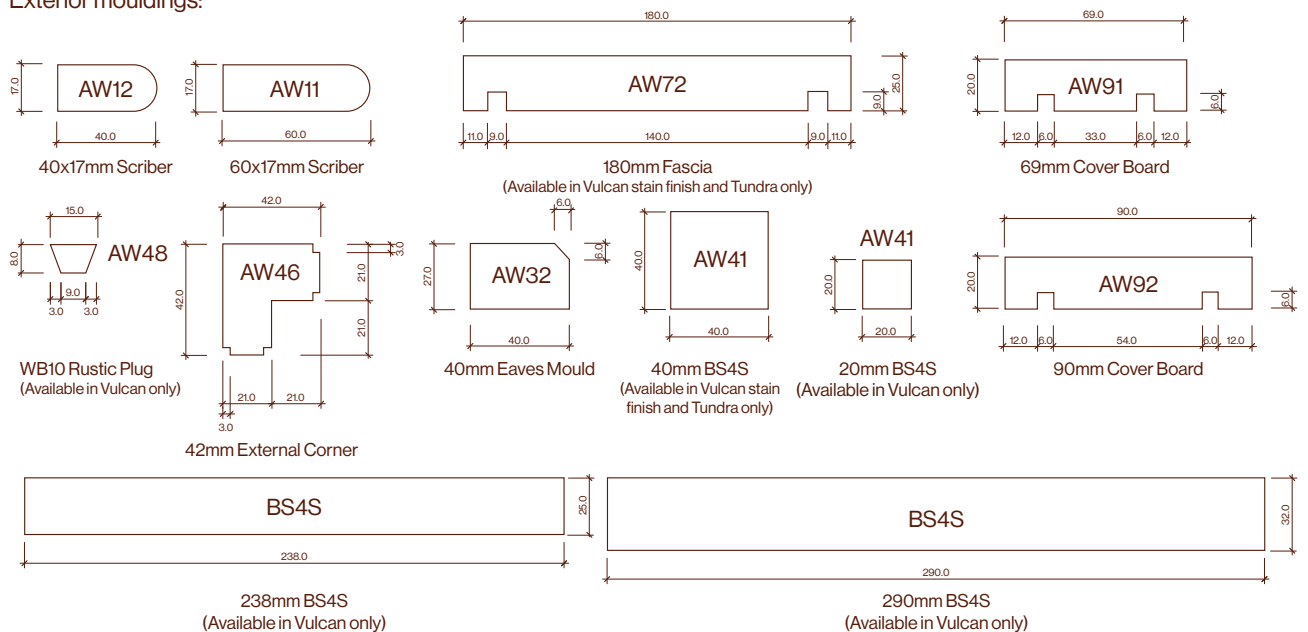 Exterior mouldings:
17.0
AW12
40.0
40x17mm Scriber
17.0
AW11
60.0
60x17mm Scriber
180.0
AW72
25.0
9.0
11.0
9.0
140.0
9.0
11.0
180mm Fascia
(Available in Vulcan stain finish and Tundra only)
69.0
20.0
AW91
6.0
12.0
6.0
33.0
6.0
12.0
69mm Cover Board
15.0
8.0
AW48
9.0
3.0
3.0
WB10 Rustic Plug
(Available in Vulcan only)
42.0
42.0
AW46
3.0
21.0
21.0
21.0
21.0
3.0
42mm External Corner
6.0
27.0
AW32
6.0
40.0
40mm Eaves Mould
40.0
AW41
40.0
40mm BS4S
(Available in Vulcan stain
finish and Tundra only)
AW41
20.0
20.0
20mm BS4S
(Available in Vulcan only)
90.0
20.0
AW92
6.0
12.0
6.0
54.0
6.0
12.0
90mm Cover Board
BS4S
25.0
238.0
238mm BS4S
(Available in Vulcan only)
BS4S
32.0
290.0
290mm BS4S
(Available in Vulcan only)